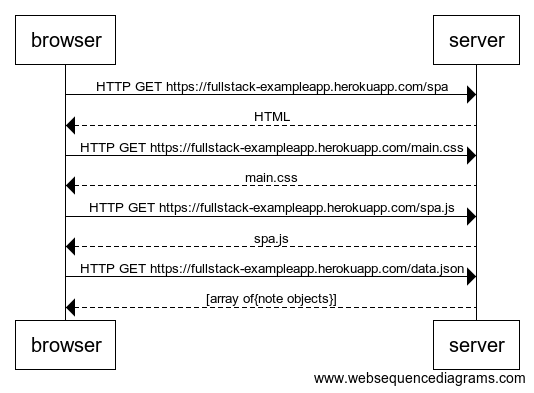 browser
server
HTTP GET https://fullstack-exampleapp.herokuapp.com/spa
HTML
HTTP GET https://fullstack-exampleapp.herokuapp.com/main.css
main.css
HTTP GET https://fullstack-exampleapp.herokuapp.com/spa.js
spa.js
HTTP GET https://fullstack-exampleapp.herokuapp.com/data.json
[array of{note objects}]
browser
server
www.websequencediagrams.com